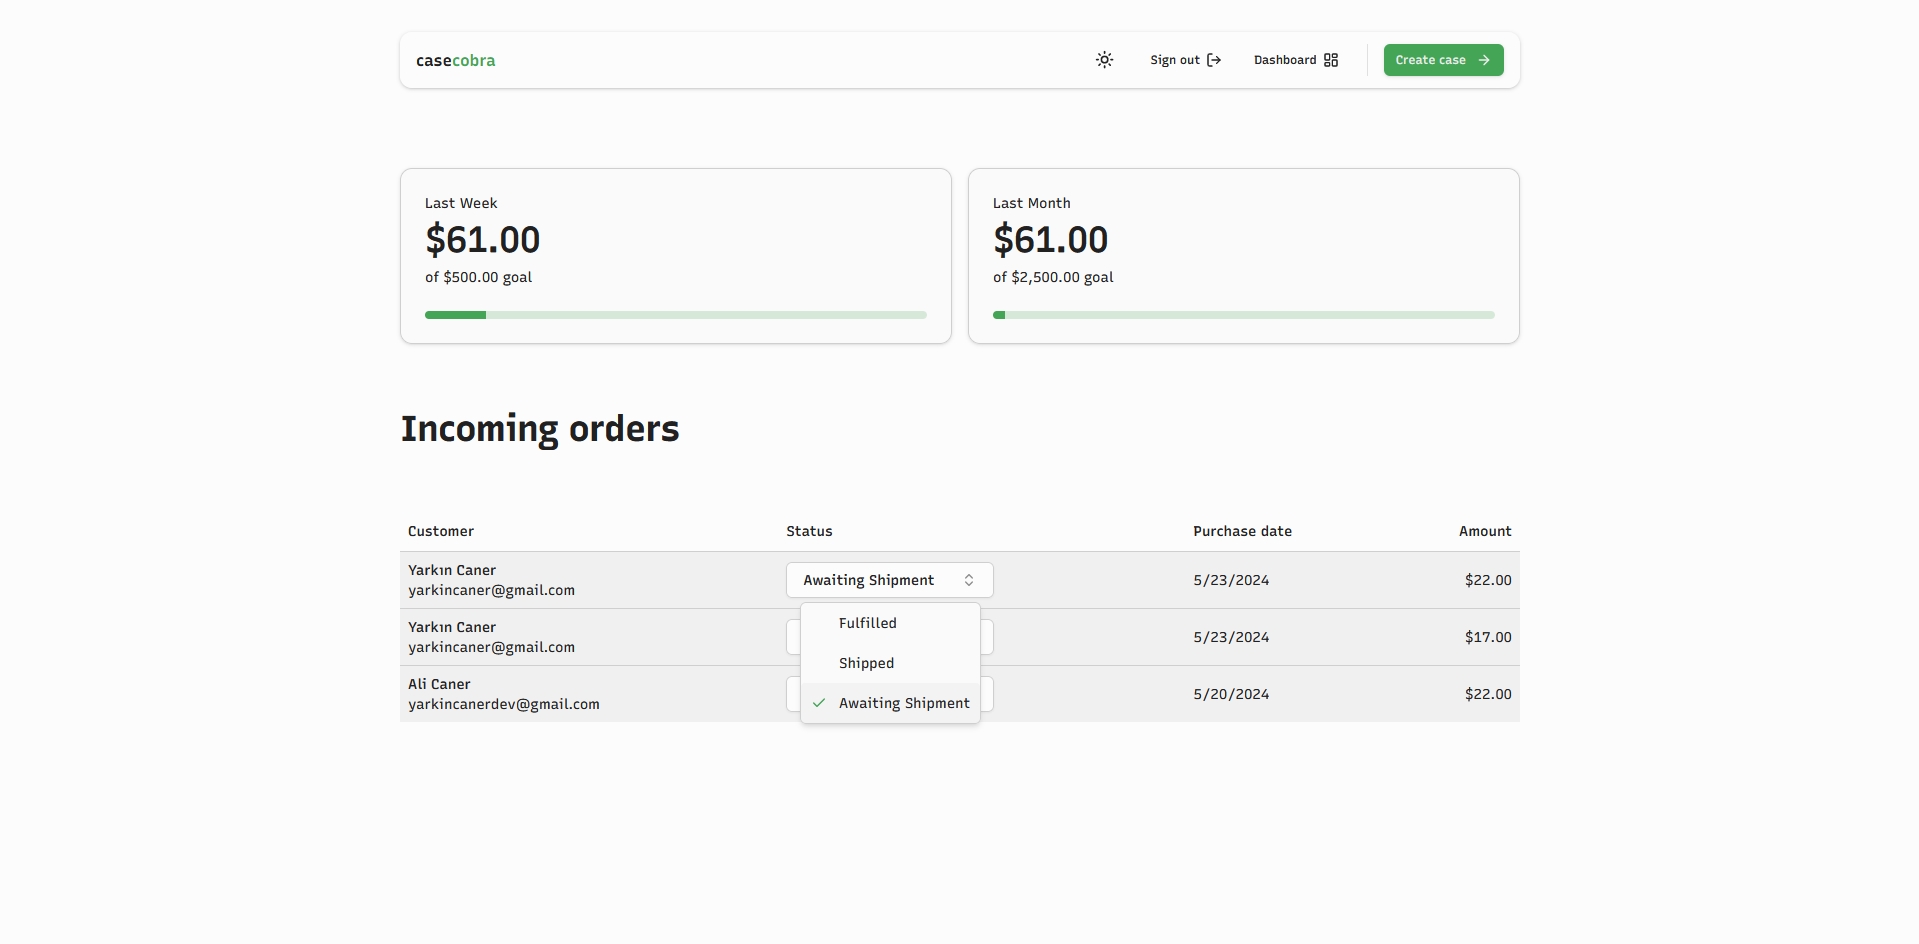 casecobra
Sign out
Dashboard
Create case
Last Week
$61.00
of $500.00 goal
Last Month
$61.00
of $2,500.00 goal
Incoming orders
Customer Status Purchase date Amount
Yarkın Caner
yarkincaner@gmail.com
Awaiting Shipment
5/23/2024
$22.00
Fulfilled
Shipped
Awaiting Shipment
Yarkın Caner
yarkincaner@gmail.com
5/23/2024
$17.00
Ali Caner
yarkincanerdev@gmail.com
5/20/2024
$22.00